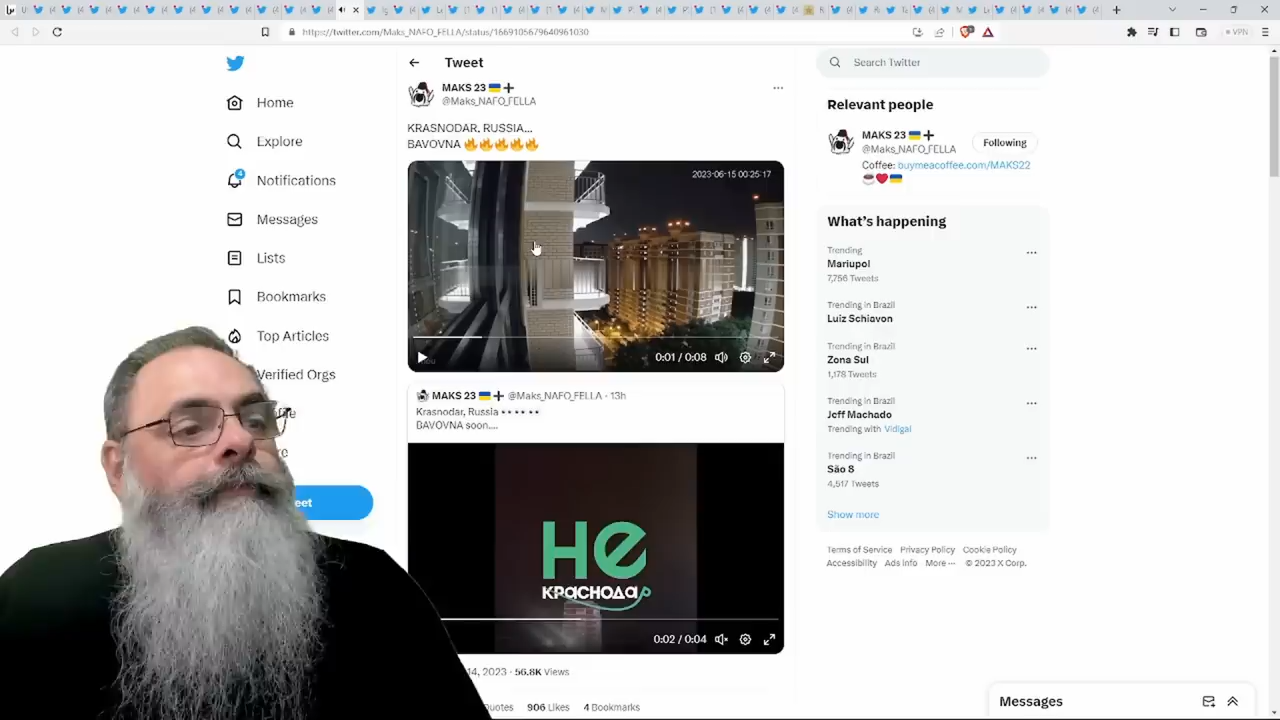 https://twitter.com/Maks_NAFO_FELLA/status/1669105679640961030
VPN
Home
Explore
4
Notifications
Messages
Lists
Bookmarks
Top Articles
Verified Orgs
eet
Tweet
MAKS 23
@Maks_NAFO_FELLA
KRASNODAR, RUSSIA...
BAVOVNA
2023-06-15 00:25:17
0:01 / 0:08
MAKS 23 @Maks_NAFO_FELLA · 13h
Krasnodar, Russia
BAVOVNA soon....
Не
Краснодар
0:02 / 0:04
14, 2023 · 56.8K Views
uotes 906 Likes 4 Bookmarks
Search Twitter
Relevant people
MAKS 23
@Maks_NAFO_FELLA
Following
Coffee: buymeacoffee.com/MAKS22
What's happening
Trending
Mariupol
7,756 Tweets
Trending in Brazil
Luiz Schiavon
Trending in Brazil
Zona Sul
1,178 Tweets
Trending in Brazil
Jeff Machado
Trending with Vidigal
Trending in Brazil
São 8
4,517 Tweets
Show more
Terms of Service Privacy Policy Cookie Policy
Accessibility Ads info More ··· © 2023 X Corp.
Messages